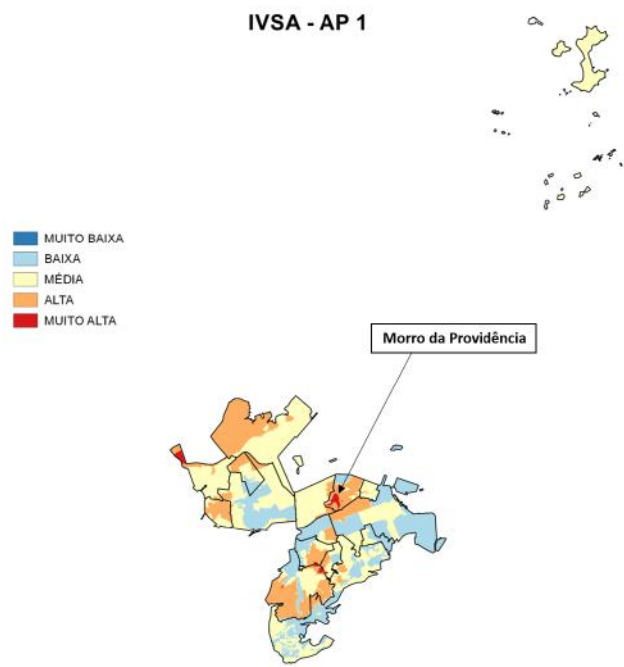 IVSA - AP 1
MUITO BAIXA
BAIXA
MÉDIA
ALTA
MUITO ALTA
Morro da Providência